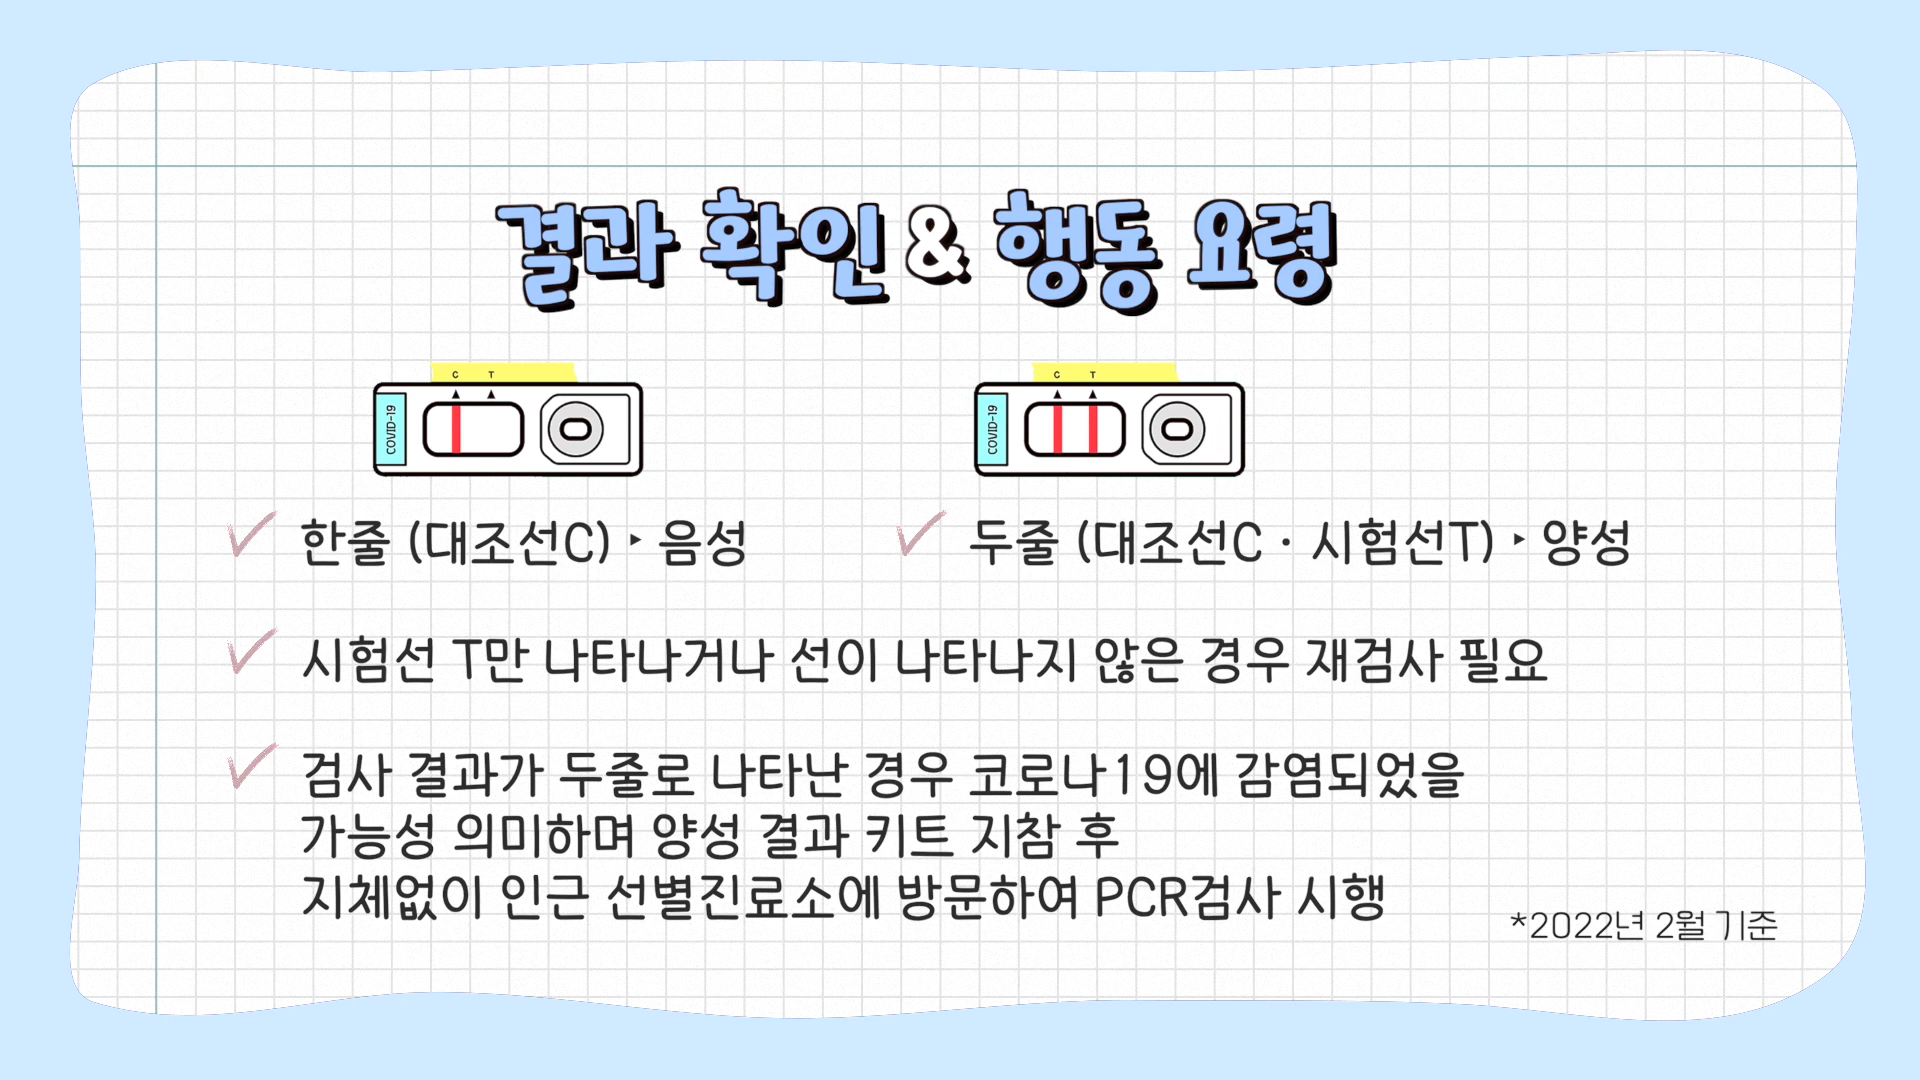 결과 확인 & 행동 요령
C T
COVID-19
C T
COVID-19
한줄 (대조선C) ▸ 음성
두줄 (대조선C · 시험선T) ▸ 양성
시험선 T만 나타나거나 선이 나타나지 않은 경우 재검사 필요
검사 결과가 두줄로 나타난 경우 코로나19에 감염되었을
가능성 의미하며 양성 결과 키트 지참 후
지체없이 인근 선별진료소에 방문하여 PCR검사 시행
*2022년 2월 기준